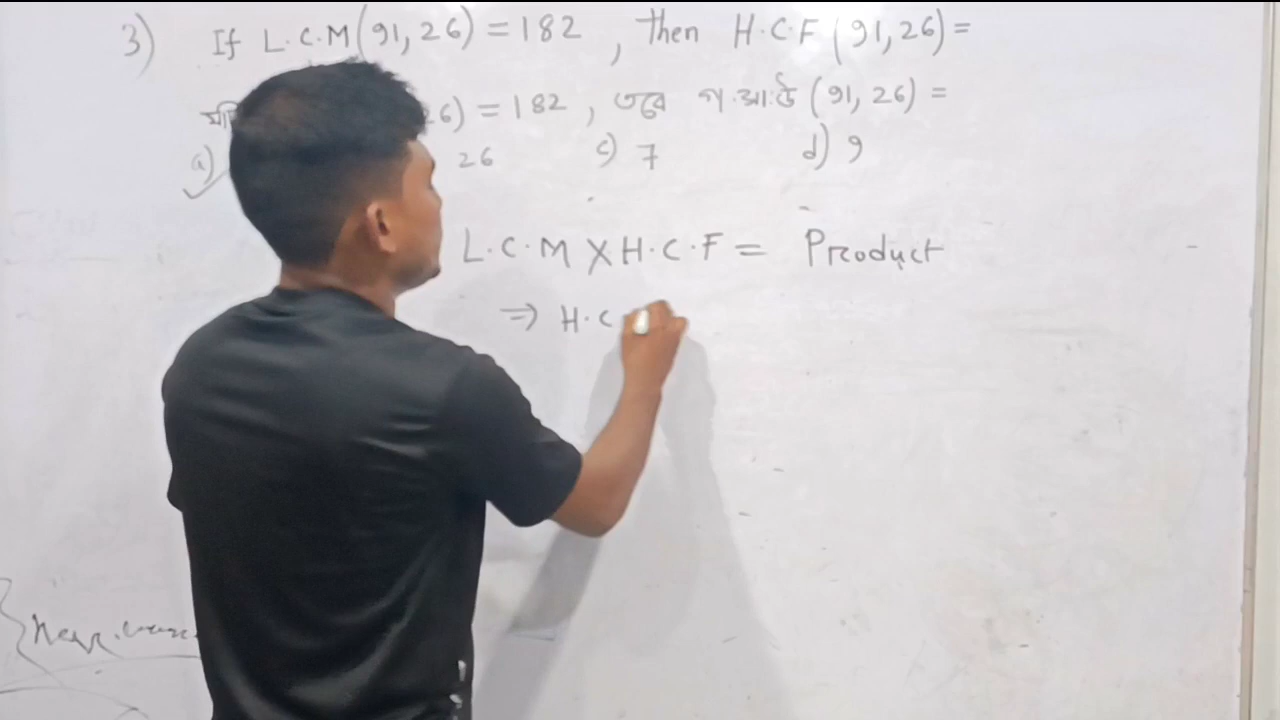 3) If L.C.M(91,26)=182, then H.C.F(91,26)=
26)=182, তবে গ.সা.উ (91, 26) =
a) 26 c) 7 d) 9
L.C.M X H.C.F = Product
⇒ H.C